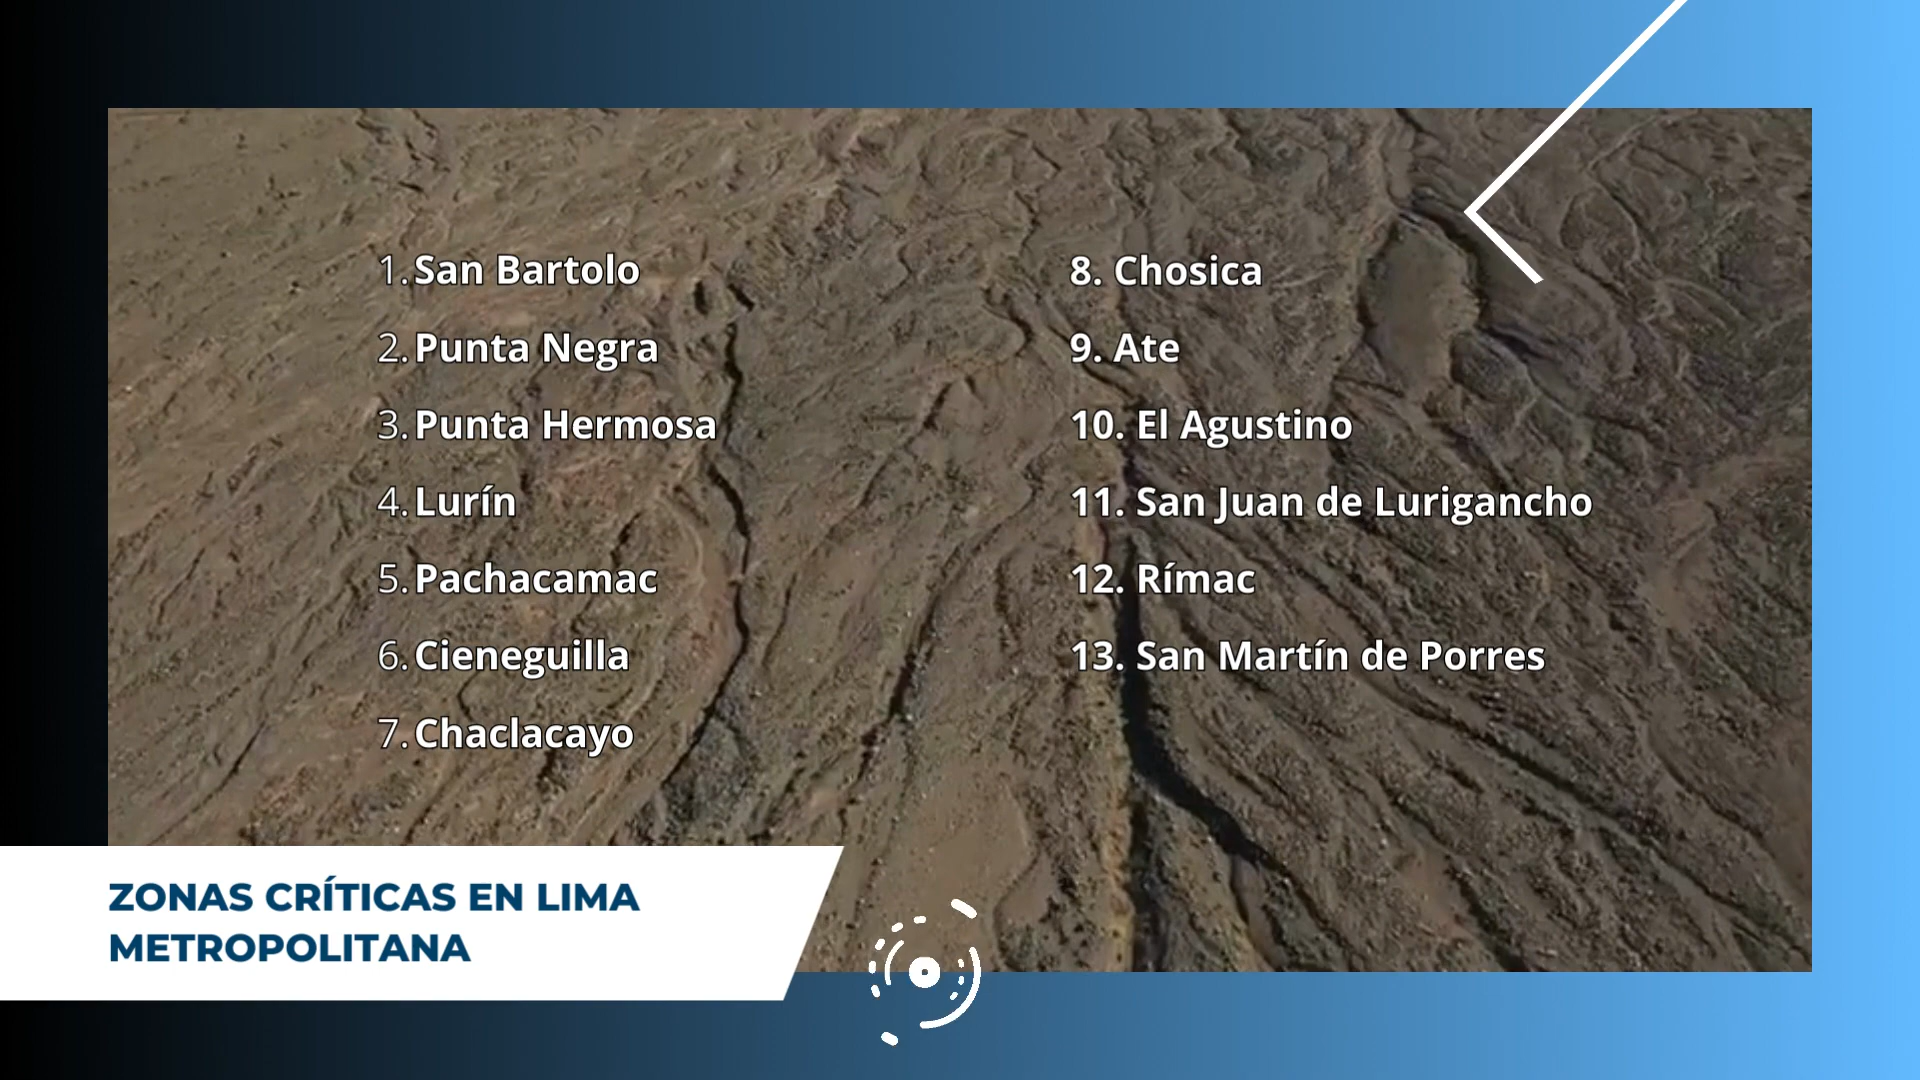 1. San Bartolo
2. Punta Negra
3. Punta Hermosa
4. Lurín
5. Pachacamac
6. Cieneguilla
7. Chaclacayo
8. Chosica
9. Ate
10. El Agustino
11. San Juan de Lurigancho
12. Rímac
13. San Martín de Porres
ZONAS CRÍTICAS EN LIMA
METROPOLITANA